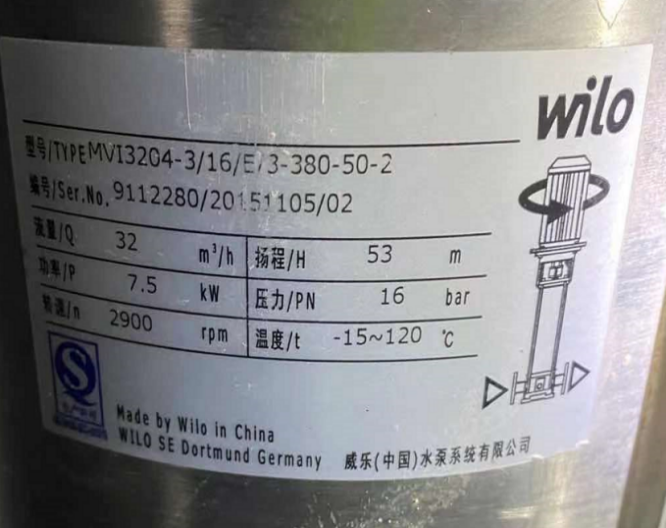 wilo
型号/TYPE MVI3204-3/16/E/3-380-50-2
编号/Ser.No. 9112280/20151105/02
流量/Q 32 m³/h 扬程/H 53 m
功率/P 7.5 kW 压力/PN 16 bar
转速/n 2900 rpm 温度/t -15~120 ℃
Made by Wilo in China
WILO SE Dortmund Germany 威乐(中国)水泵系统有限公司